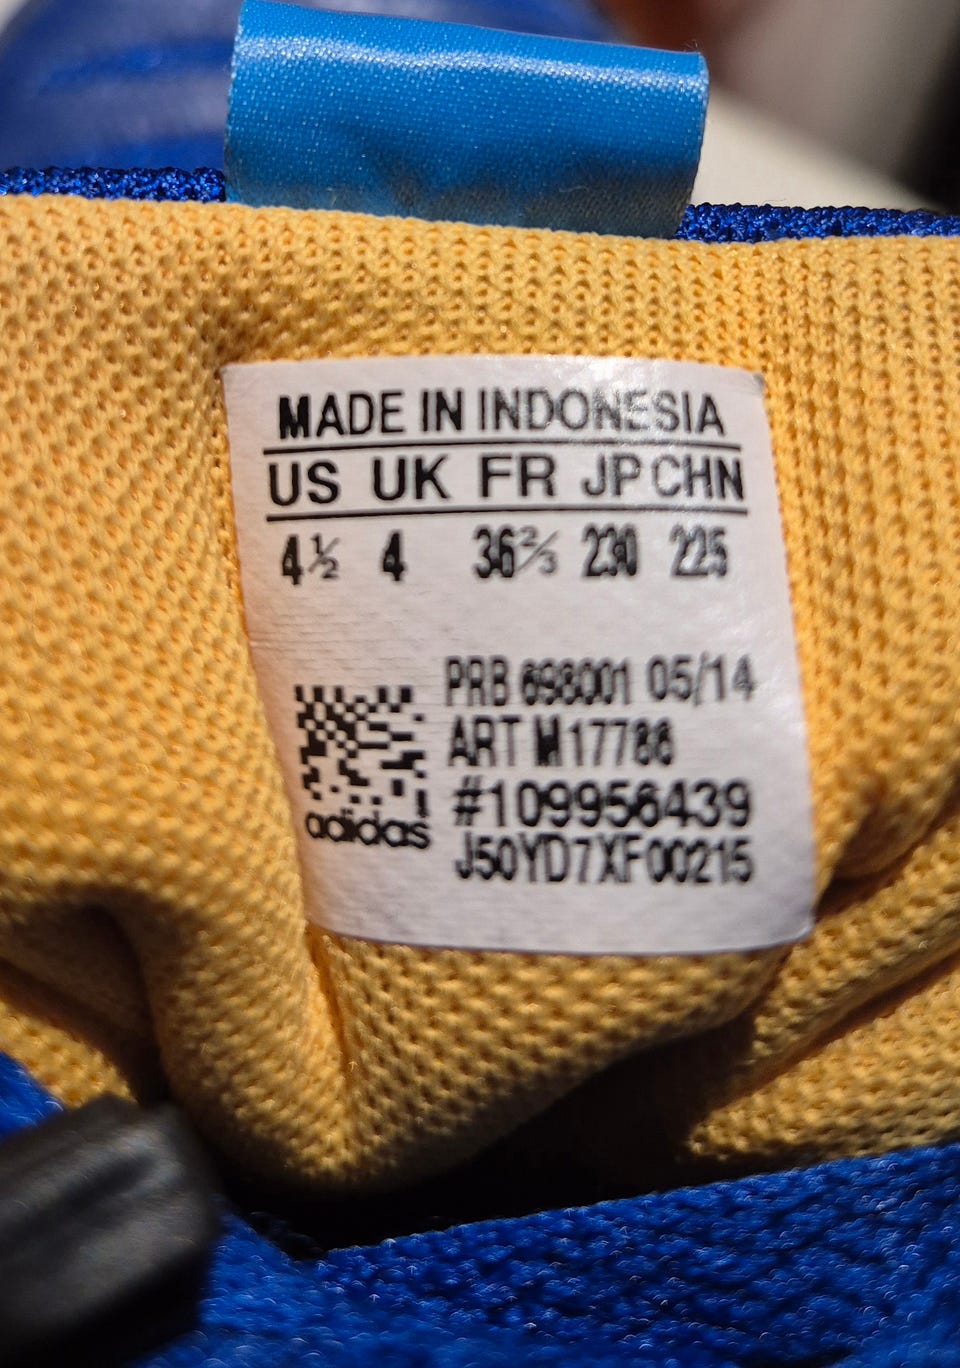 MADE IN INDONESIA
US UK FR JP CHN
4½ 4 36⅔ 230 225
PRB 698001 05/14
ART M17788
#109956439
J50YD7XF00215
adidas